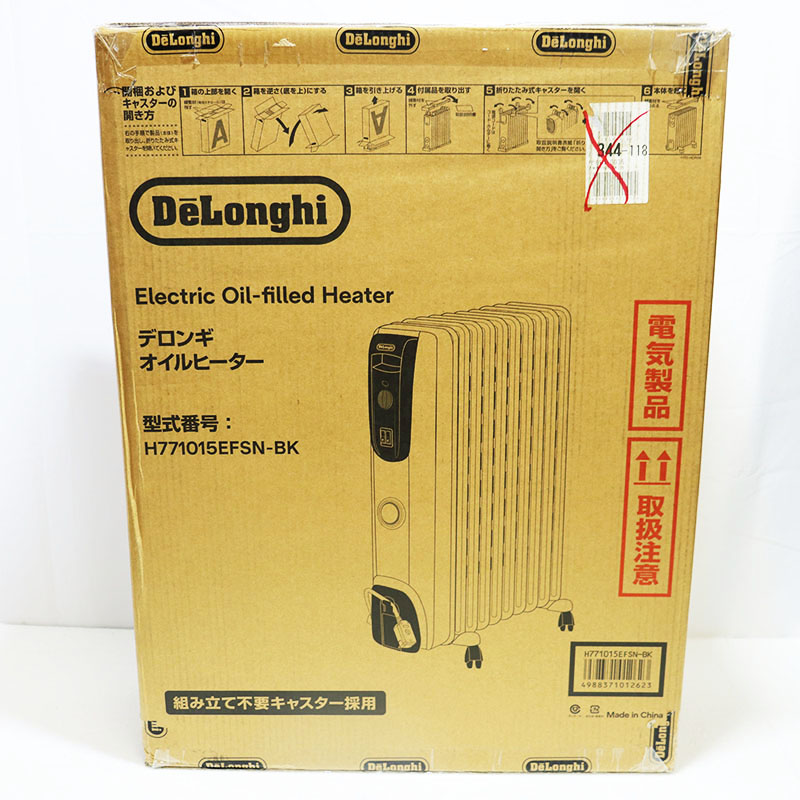 DēLonghi
DēLonghi
DēLonghi
開梱および
キャスターの
開き方
1 箱の上部を開く
2 箱を逆さ(底を上)にする
3 箱を引き上げる
4 付属品を取り出す
5 折りたたみ式キャスターを開く
6 本体を
A
A
344-118
DēLonghi
Electric Oil-filled Heater
デロンギ
オイルヒーター
型式番号：
H771015EFSN-BK
DēLonghi
電気製品
取扱注意
H771015EFSN-BK
4988371012623
Made in China
組み立て不要キャスター採用
DēLonghi
DēLonghi
DēLonghi